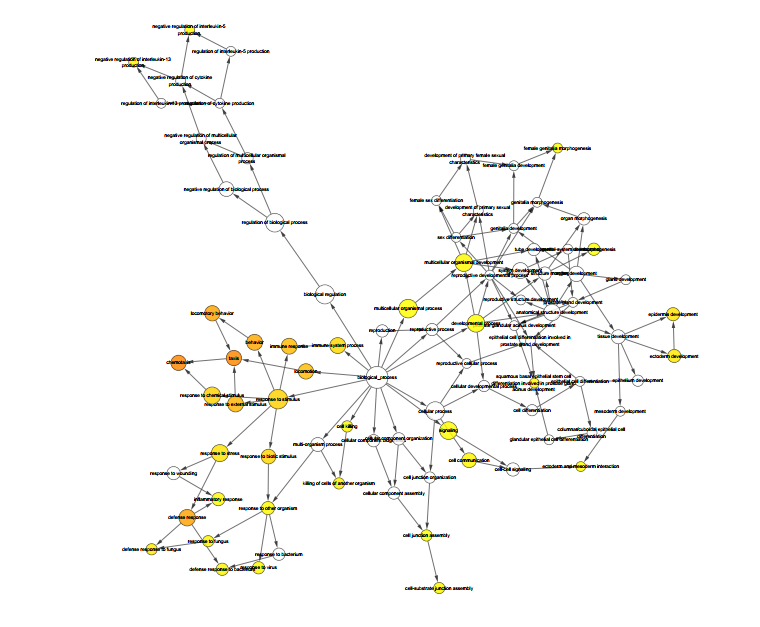 negative regulation of interleukin-5
production
regulation of interleukin-5 production
negative regulation of interleukin-13
production
negative regulation of cytokine
production
regulation of interleukin-13 production
regulation of cytokine production
negative regulation of multicellular
organismal process
regulation of multicellular organismal
process
negative regulation of biological process
regulation of biological process
biological regulation
female genitalia morphogenesis
development of primary female sexual
characteristics
female genitalia development
female sex differentiation
development of primary sexual
characteristics
genitalia morphogenesis
organ morphogenesis
genitalia development
sex differentiation
multicellular organismal development
reproductive developmental process
system development
gland development
reproductive structure development
anatomical structure development
developmental process
multicellular organismal process
epidermis development
ectoderm development
tissue development
epithelium development
mesoderm development
locomotory behavior
behavior
taxis
chemotaxis
immune response
immune system process
locomotion
reproduction
reproductive process
epithelial cell differentiation involved in
prostate gland development
reproductive cellular process
biological_process
cellular developmental process
squamous basal epithelial stem cell
differentiation involved in prostate gland
acinus development
epithelial cell differentiation
cell differentiation
columnar/cuboidal epithelial cell
differentiation
glandular epithelial cell differentiation
response to chemical stimulus
response to external stimulus
response to stimulus
cellular process
signaling
cell killing
multi-organism process
cellular component organization
cell communication
cell-cell signaling
ectoderm and mesoderm interaction
response to stress
response to biotic stimulus
response to wounding
killing of cells of another organism
cell junction organization
cellular component assembly
inflammatory response
response to other organism
defense response
cell junction assembly
response to fungus
defense response to fungus
response to bacterium
defense response to bacterium
response to virus
cell-substrate junction assembly